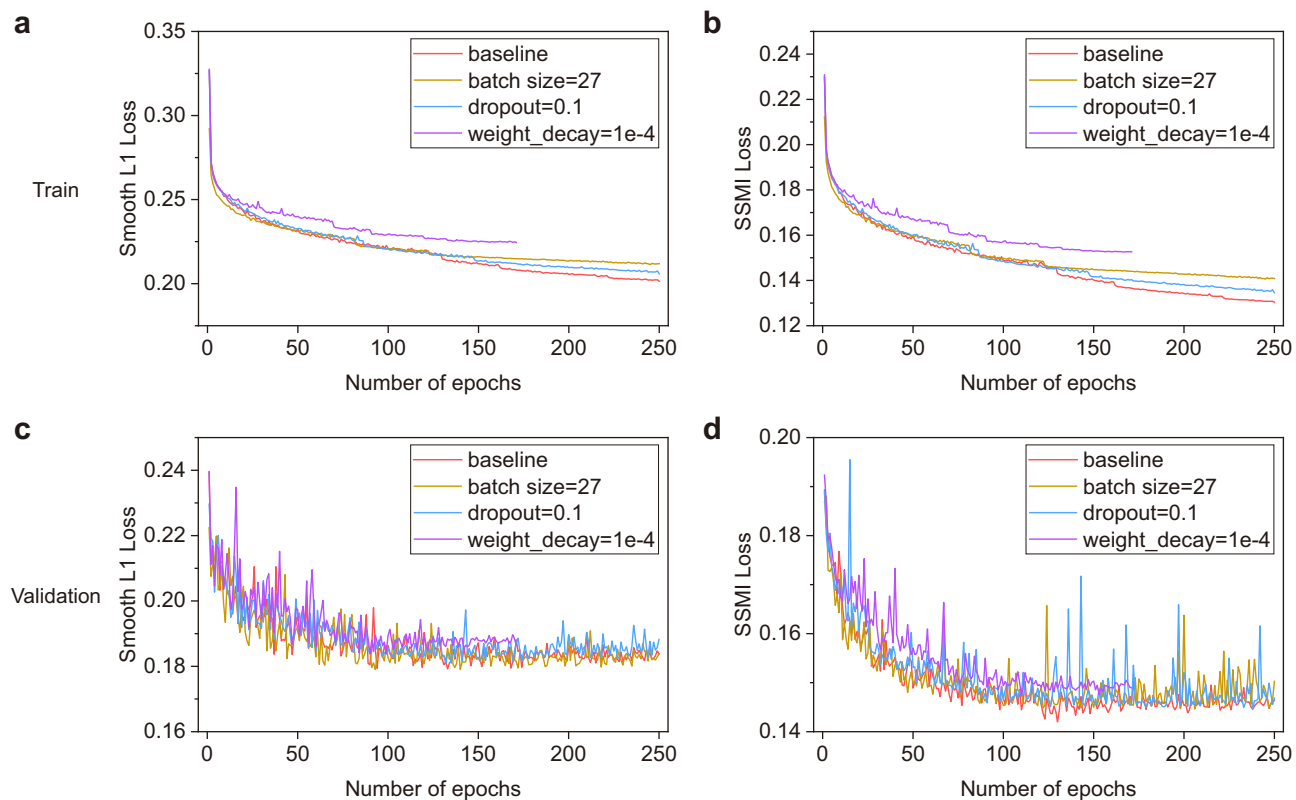 a
Train
Smooth L1 Loss
0.35
0.30
0.25
0.20
baseline
batch size=27
dropout=0.1
weight_decay=1e-4
0
50
100
150
200
250
Number of epochs
b
SSMI Loss
0.24
0.22
0.20
0.18
0.16
0.14
0.12
baseline
batch size=27
dropout=0.1
weight_decay=1e-4
0
50
100
150
200
250
Number of epochs
c
Validation
Smooth L1 Loss
0.24
0.22
0.20
0.18
0.16
baseline
batch size=27
dropout=0.1
weight_decay=1e-4
0
50
100
150
200
250
Number of epochs
d
SSMI Loss
0.20
0.18
0.16
0.14
baseline
batch size=27
dropout=0.1
weight_decay=1e-4
0
50
100
150
200
250
Number of epochs